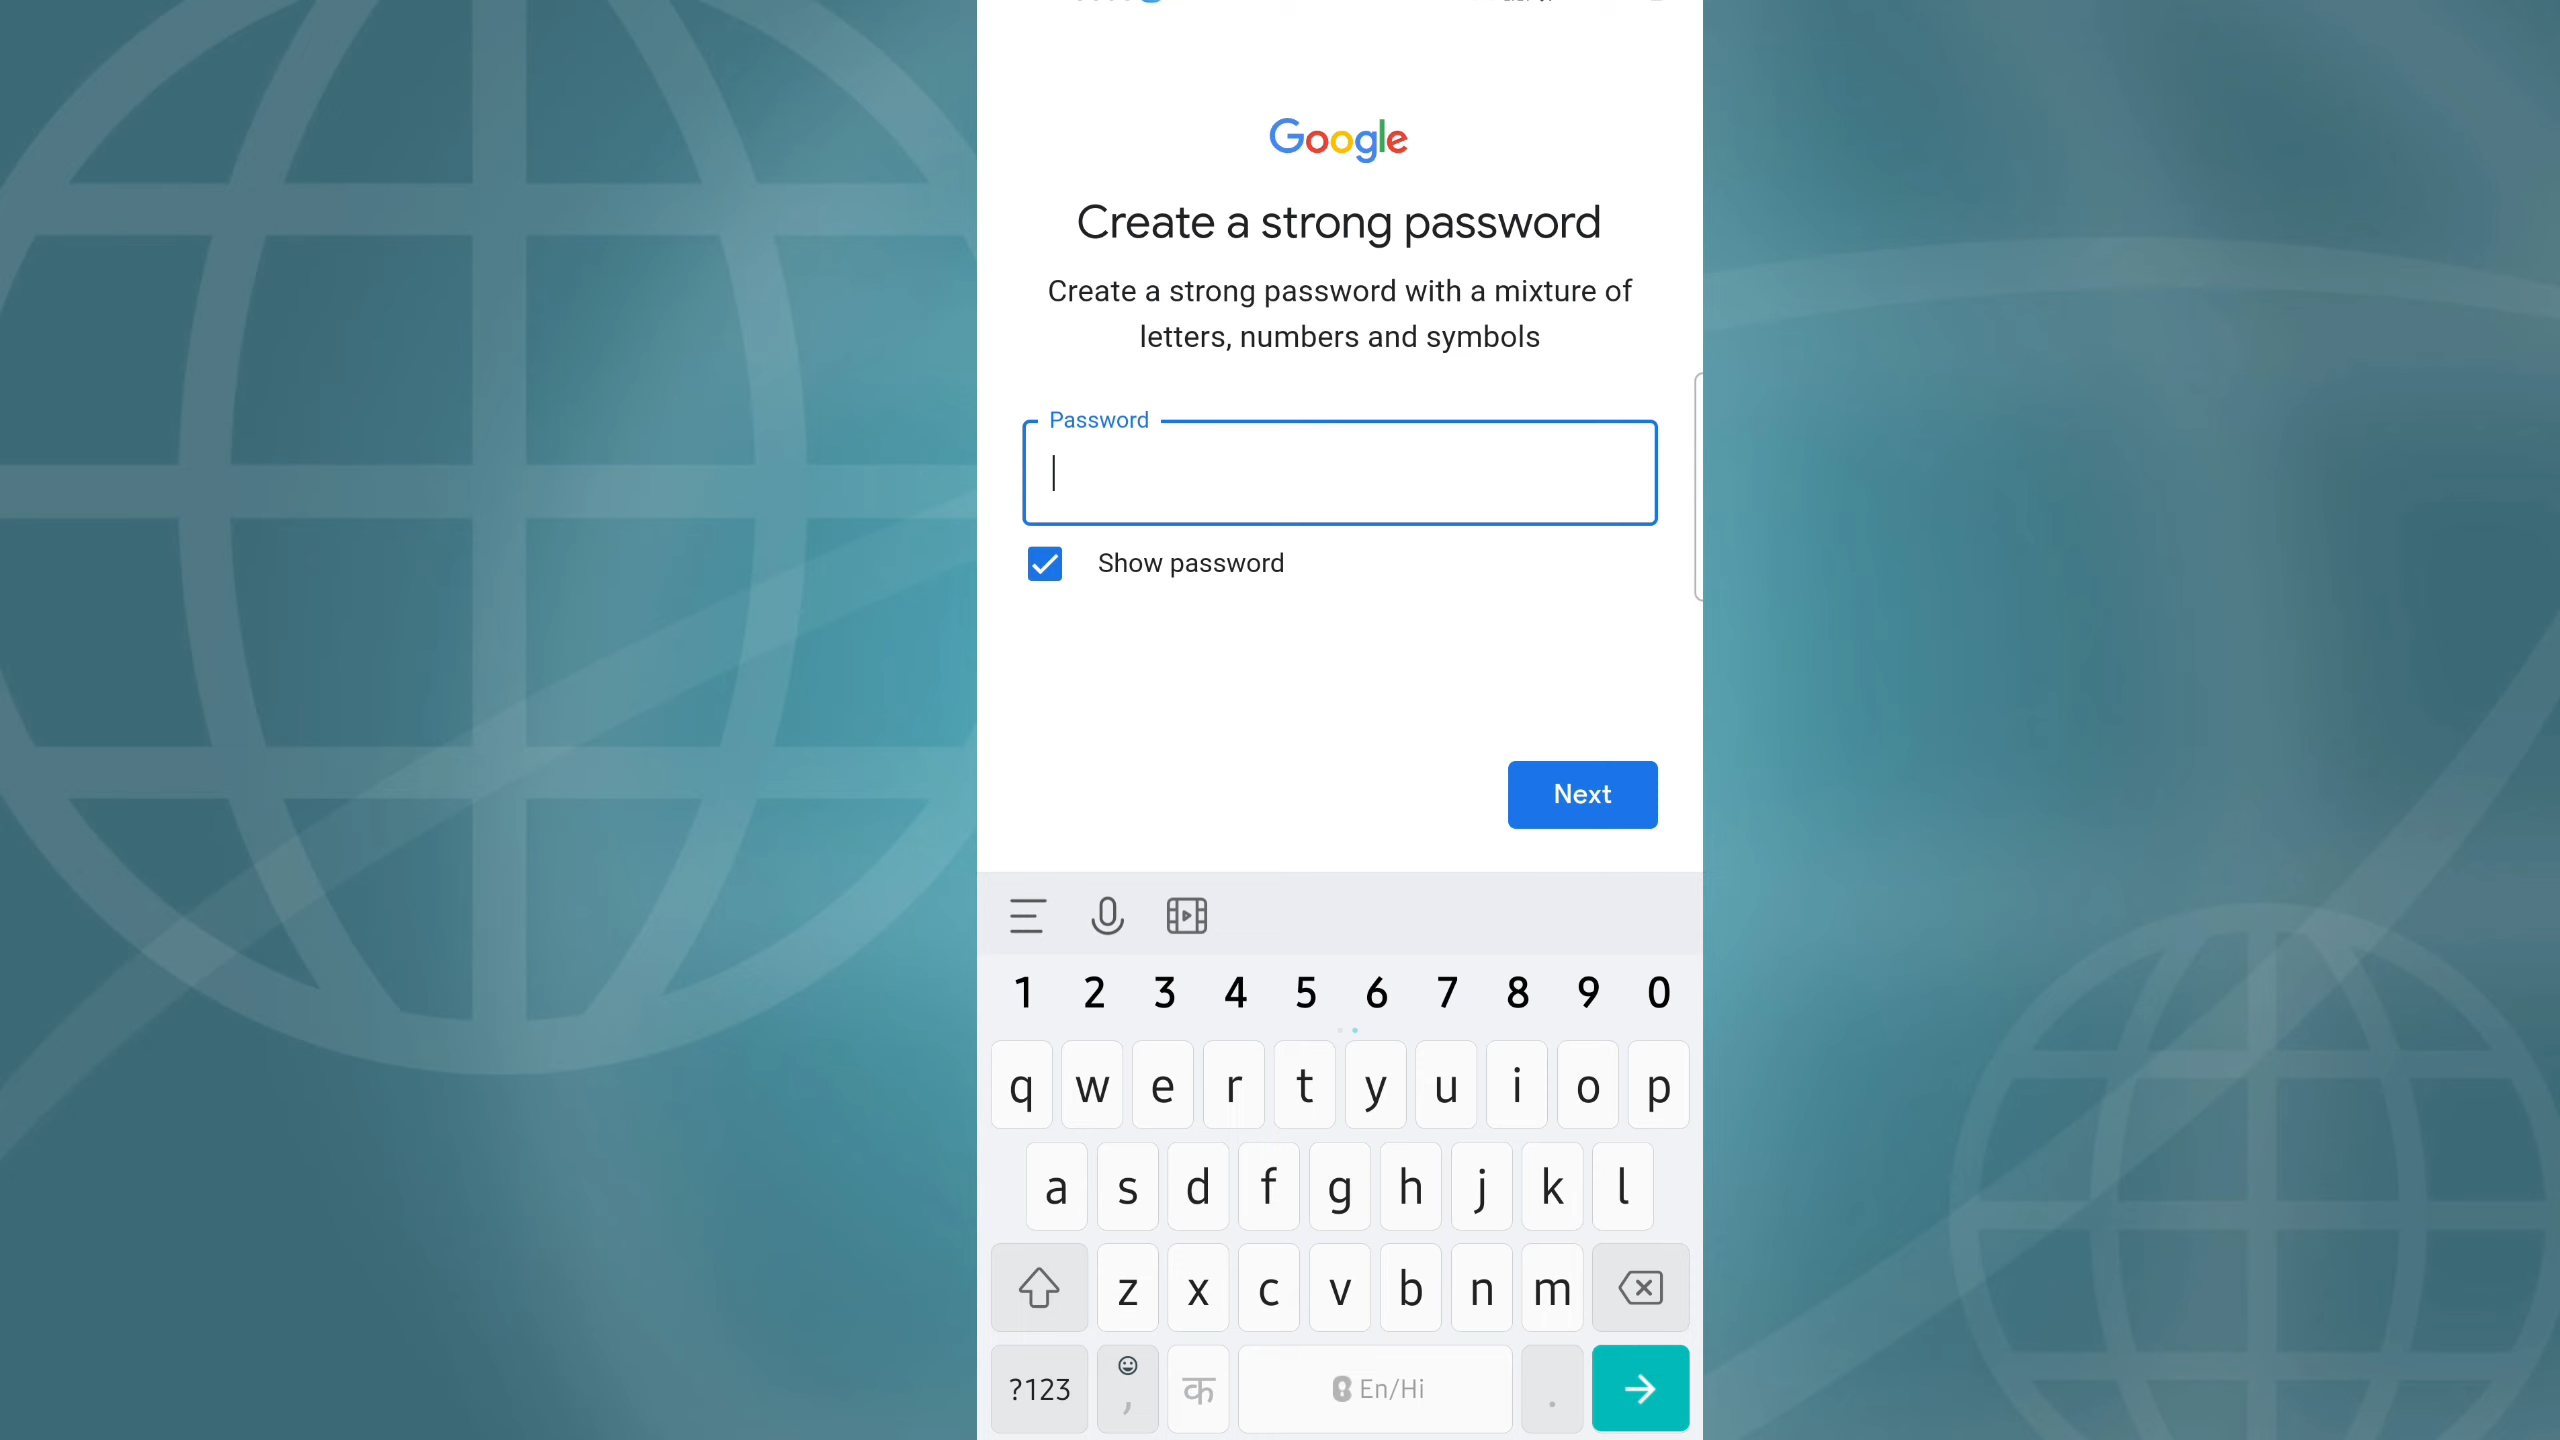 Google
Create a strong password
Create a strong password with a mixture of
letters, numbers and symbols
Password
Show password
Next
1 2 3 4 5 6 7 8 9 0
q w e r t y u i o p
a s d f g h j k l
z x c v b n m
?123 , क En/Hi .